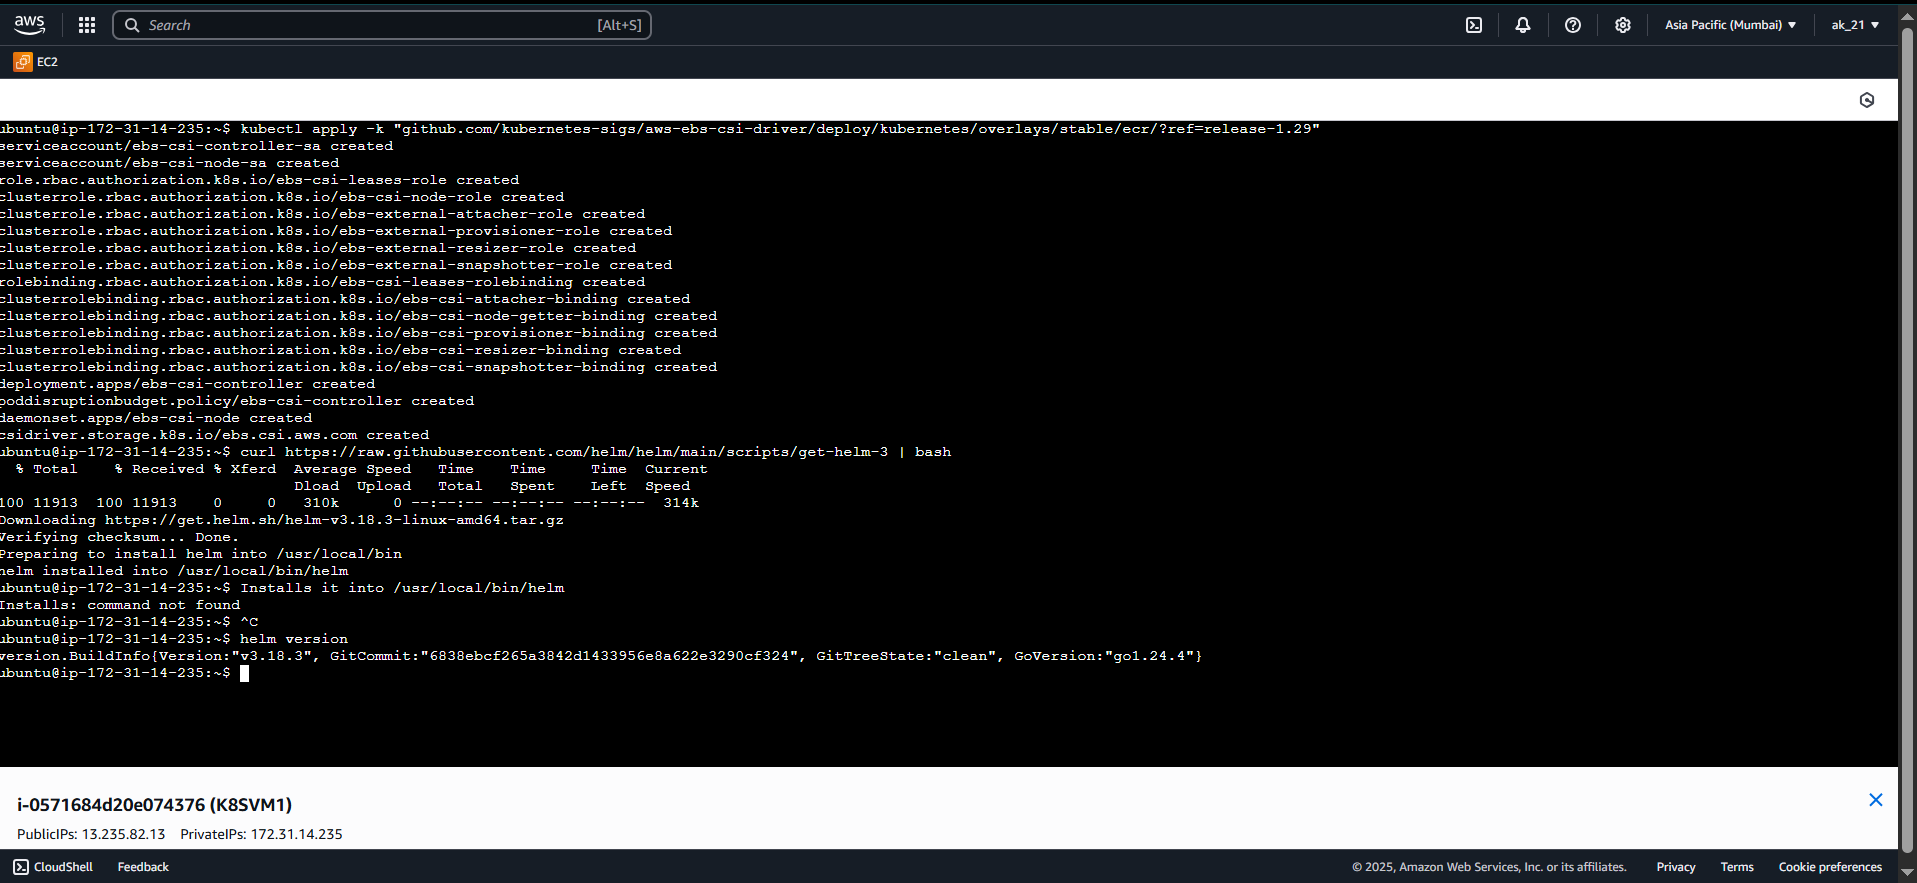 aws Search [Alt+S] Asia Pacific (Mumbai) ak_21
EC2
ubuntu@ip-172-31-14-235:~$ kubectl apply -k "github.com/kubernetes-sigs/aws-ebs-csi-driver/deploy/kubernetes/overlays/stable/ecr/?ref=release-1.29"
serviceaccount/ebs-csi-controller-sa created
serviceaccount/ebs-csi-node-sa created
role.rbac.authorization.k8s.io/ebs-csi-leases-role created
clusterrole.rbac.authorization.k8s.io/ebs-csi-node-role created
clusterrole.rbac.authorization.k8s.io/ebs-external-attacher-role created
clusterrole.rbac.authorization.k8s.io/ebs-external-provisioner-role created
clusterrole.rbac.authorization.k8s.io/ebs-external-resizer-role created
clusterrole.rbac.authorization.k8s.io/ebs-external-snapshotter-role created
rolebinding.rbac.authorization.k8s.io/ebs-csi-leases-rolebinding created
clusterrolebinding.rbac.authorization.k8s.io/ebs-csi-attacher-binding created
clusterrolebinding.rbac.authorization.k8s.io/ebs-csi-node-getter-binding created
clusterrolebinding.rbac.authorization.k8s.io/ebs-csi-provisioner-binding created
clusterrolebinding.rbac.authorization.k8s.io/ebs-csi-resizer-binding created
clusterrolebinding.rbac.authorization.k8s.io/ebs-csi-snapshotter-binding created
deployment.apps/ebs-csi-controller created
poddisruptionbudget.policy/ebs-csi-controller created
daemonset.apps/ebs-csi-node created
csidriver.storage.k8s.io/ebs.csi.aws.com created
ubuntu@ip-172-31-14-235:~$ curl https://raw.githubusercontent.com/helm/helm/main/scripts/get-helm-3 | bash
% Total % Received % Xferd Average Speed Time Time Time Current
Dload Upload Total Spent Left Speed
100 11913 100 11913 0 0 310k 0 --:--:-- --:--:-- --:--:-- 314k
Downloading https://get.helm.sh/helm-v3.18.3-linux-amd64.tar.gz
Verifying checksum... Done.
Preparing to install helm into /usr/local/bin
helm installed into /usr/local/bin/helm
ubuntu@ip-172-31-14-235:~$ Installs it into /usr/local/bin/helm
Installs: command not found
ubuntu@ip-172-31-14-235:~$ ^C
ubuntu@ip-172-31-14-235:~$ helm version
version.BuildInfo{Version:"v3.18.3", GitCommit:"6838ebcf265a3842d1433956e8a622e3290cf324", GitTreeState:"clean", GoVersion:"go1.24.4"}
ubuntu@ip-172-31-14-235:~$
i-0571684d20e074376 (K8SVM1)
PublicIPs: 13.235.82.13 PrivateIPs: 172.31.14.235
CloudShell Feedback © 2025, Amazon Web Services, Inc. or its affiliates. Privacy Terms Cookie preferences